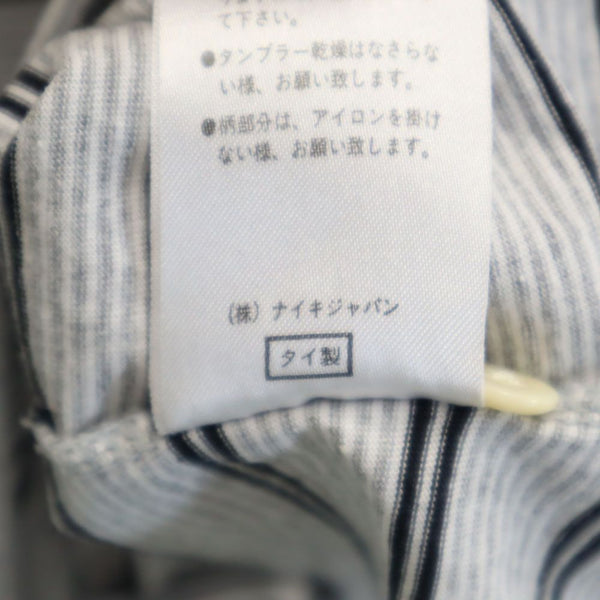 て下さい。
●タンブラー乾燥はなさらな
い様、お願い致します。
●柄部分は、アイロンを掛け
ない様、お願い致します。
(株) ナイキジャパン
タイ製